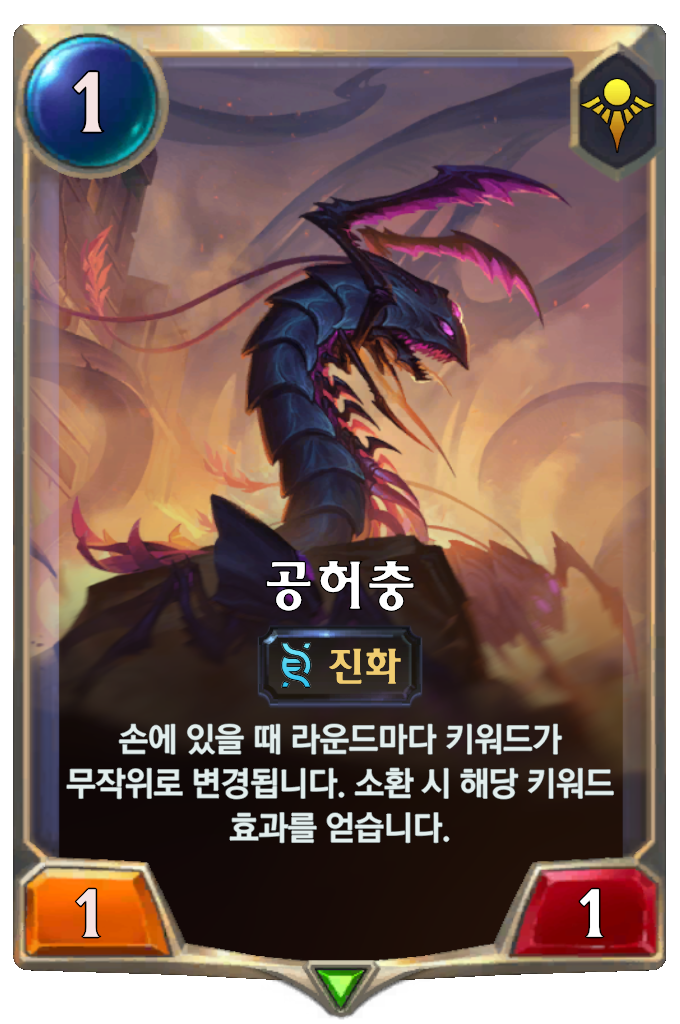 1
공허충
진화
손에 있을 때 라운드마다 키워드가
무작위로 변경됩니다. 소환 시 해당 키워드
효과를 얻습니다.
1
1